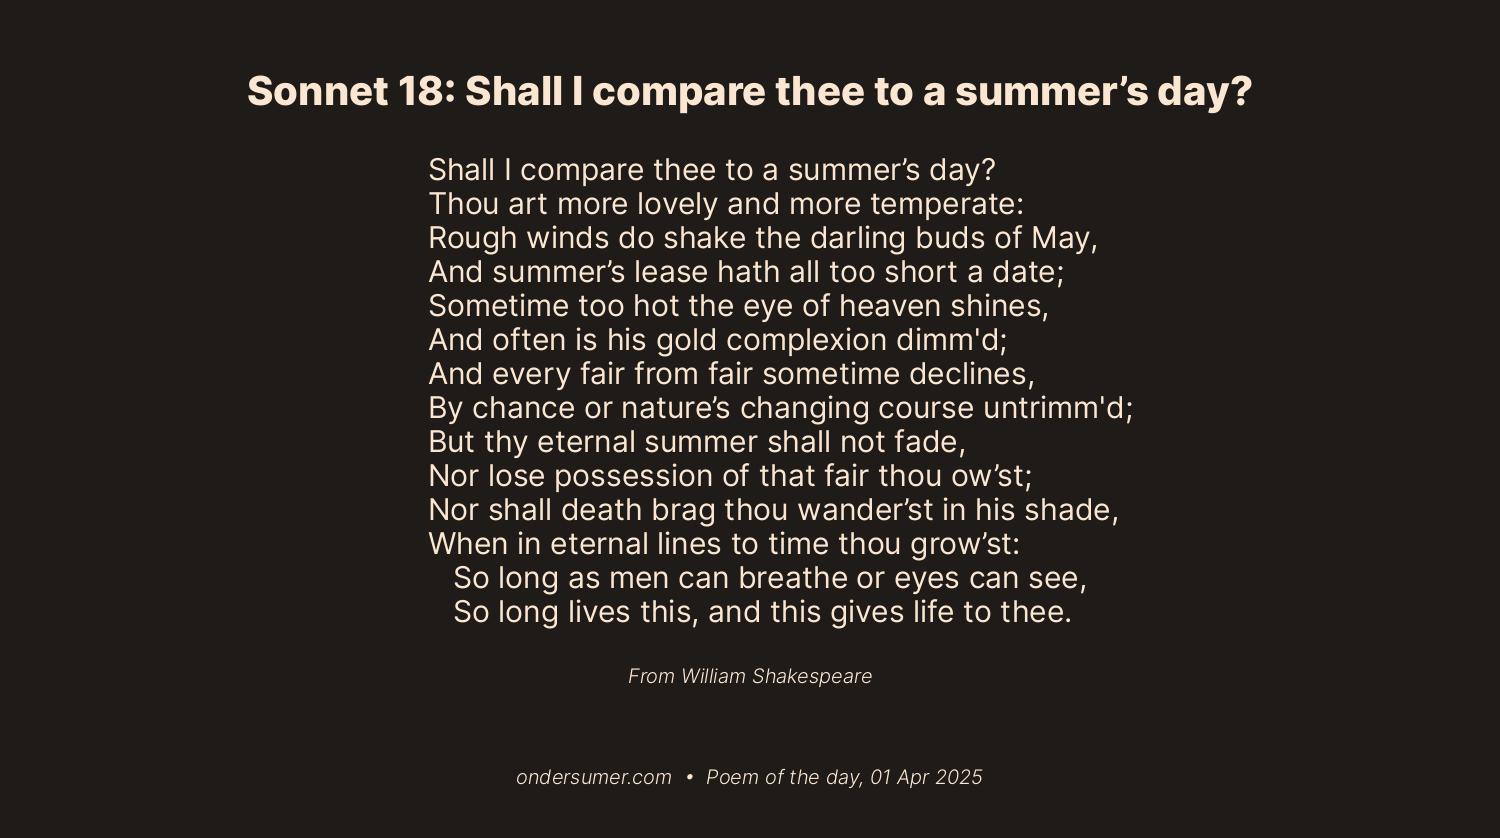 Sonnet 18: Shall I compare thee to a summer’s day?
Shall I compare thee to a summer’s day?
Thou art more lovely and more temperate:
Rough winds do shake the darling buds of May,
And summer’s lease hath all too short a date;
Sometime too hot the eye of heaven shines,
And often is his gold complexion dimm'd;
And every fair from fair sometime declines,
By chance or nature’s changing course untrimm'd;
But thy eternal summer shall not fade,
Nor lose possession of that fair thou ow’st;
Nor shall death brag thou wander’st in his shade,
When in eternal lines to time thou grow’st:
So long as men can breathe or eyes can see,
So long lives this, and this gives life to thee.
From William Shakespeare
ondersumer.com • Poem of the day, 01 Apr 2025